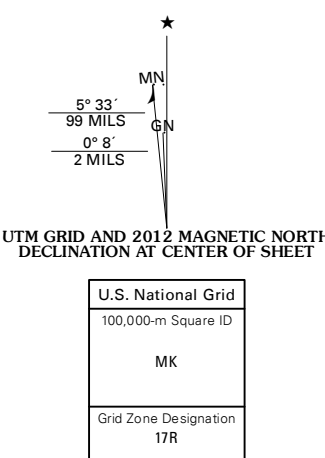 MN
5° 33´
99 MILS
GN
0° 8´
2 MILS
UTM GRID AND 2012 MAGNETIC NORTH
DECLINATION AT CENTER OF SHEET
U.S. National Grid
100,000-m Square ID
MK
Grid Zone Designation
17R